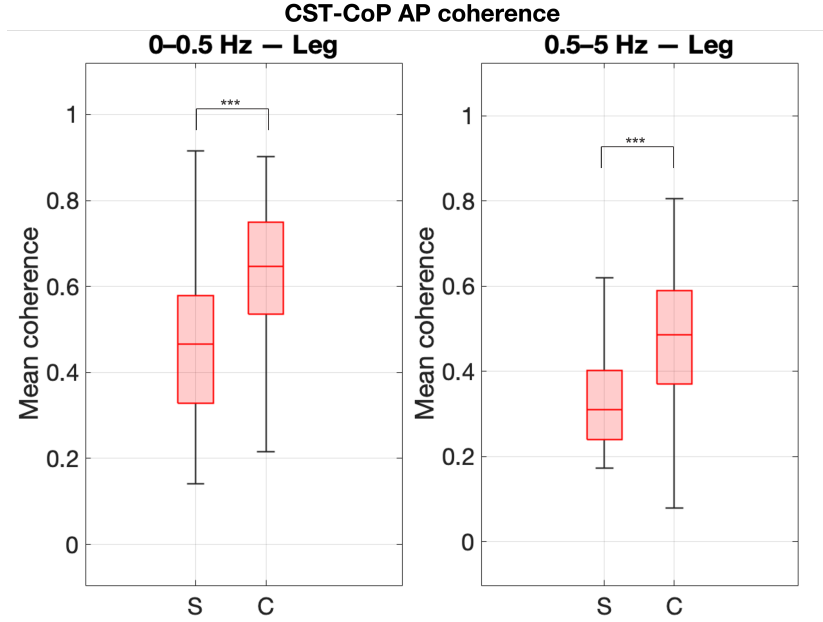 CST-CoP AP coherence
0–0.5 Hz — Leg
Mean coherence
1
0.8
0.6
0.4
0.2
0
***
S
C
0.5–5 Hz — Leg
Mean coherence
1
0.8
0.6
0.4
0.2
0
***
S
C